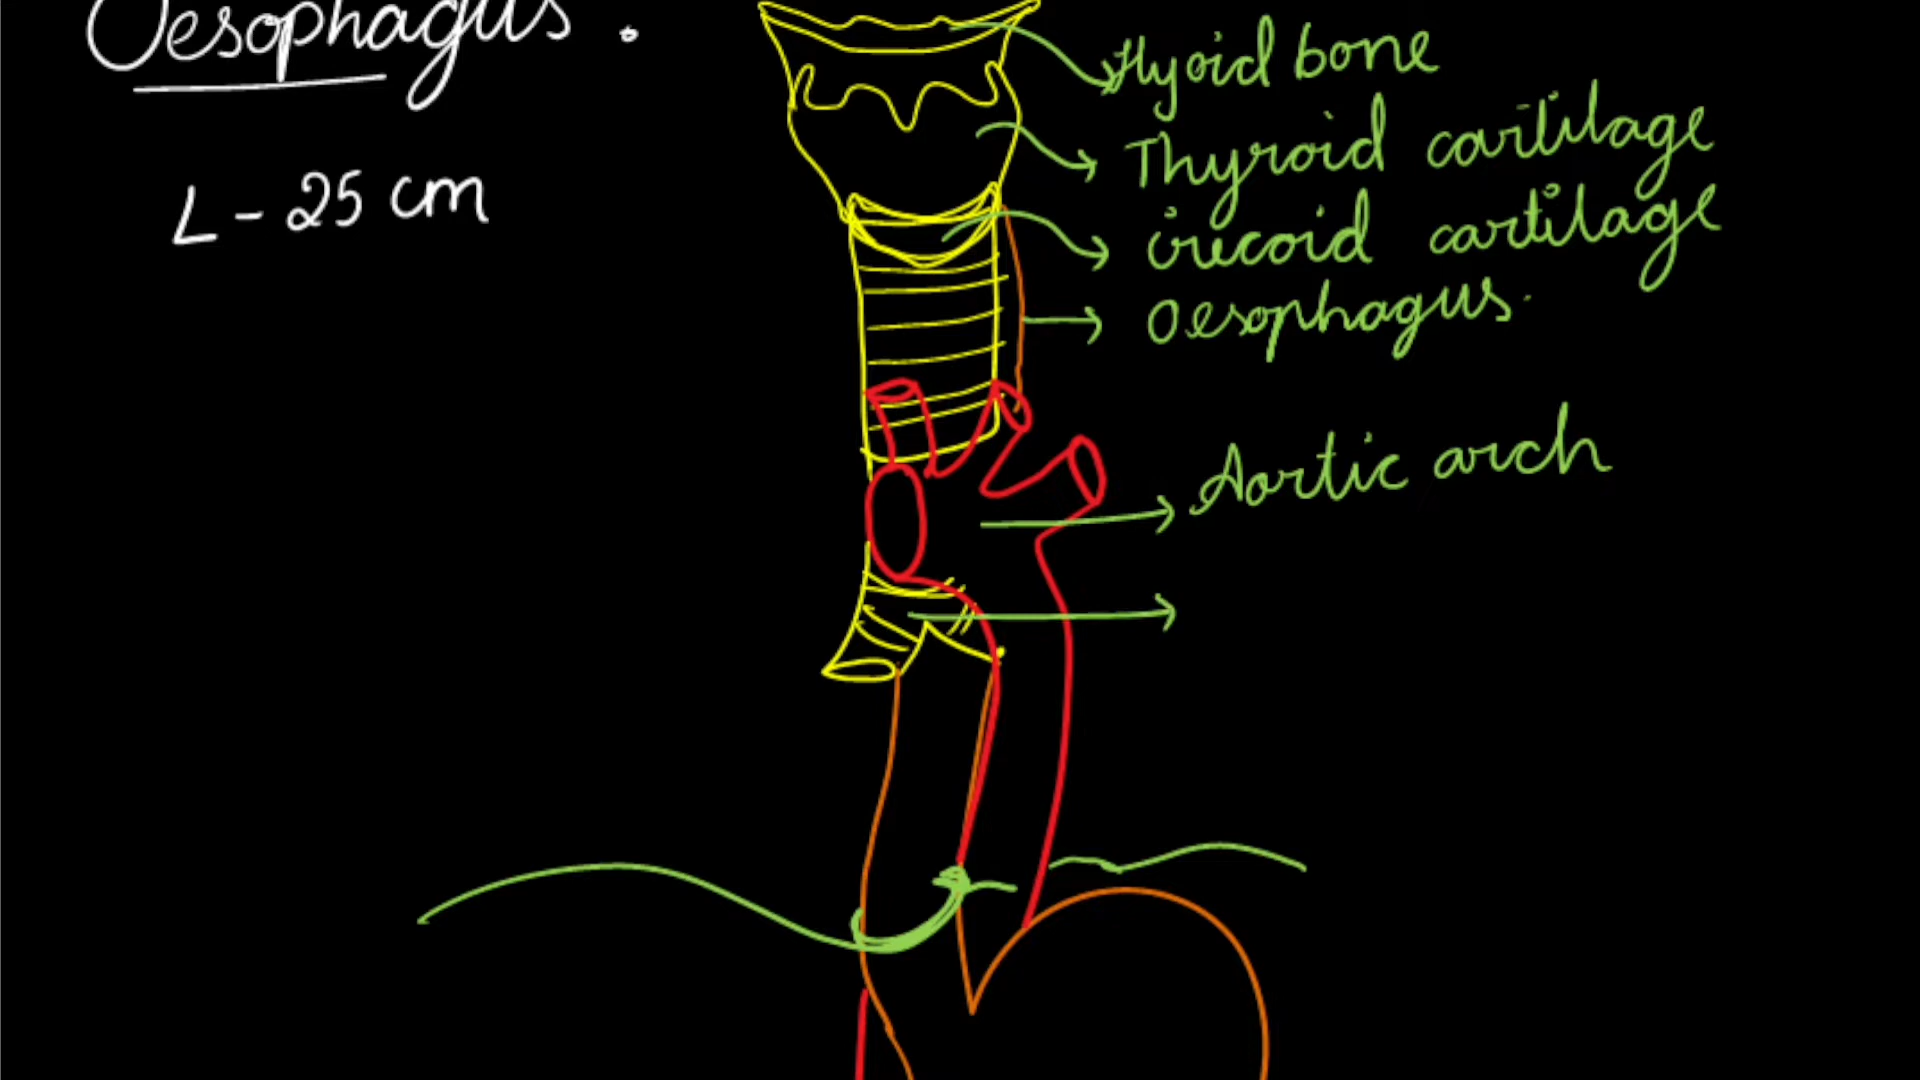 Oesophagus.
L - 25 cm
Hyoid bone
Thyroid cartilage
cricoid cartilage
Oesophagus.
Aortic arch